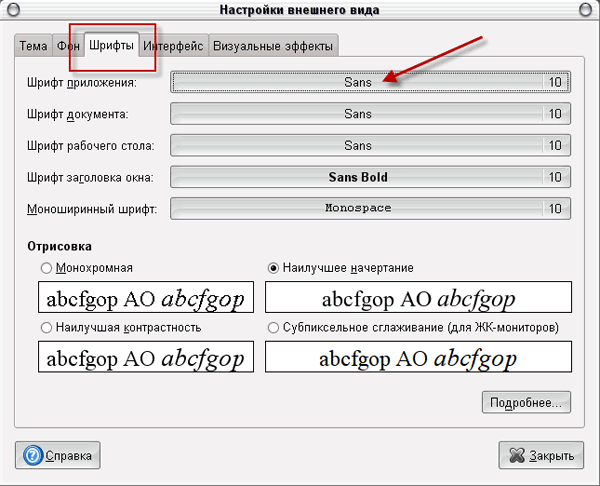 Настройки внешнего вида
Тема Фон Шрифты Интерфейс Визуальные эффекты
Шрифт приложения: Sans 10
Шрифт документа: Sans 10
Шрифт рабочего стола: Sans 10
Шрифт заголовка окна: Sans Bold 10
Моноширинный шрифт: Monospace 10
Отрисовка
Монохромная Наилучшее начертание
abcfgop AO abcfgop abcfgop AO abcfgop
Наилучшая контрастность Субпиксельное сглаживание (для ЖК-мониторов)
abcfgop AO abcfgop abcfgop AO abcfgop
Подробнее...
Справка Закрыть